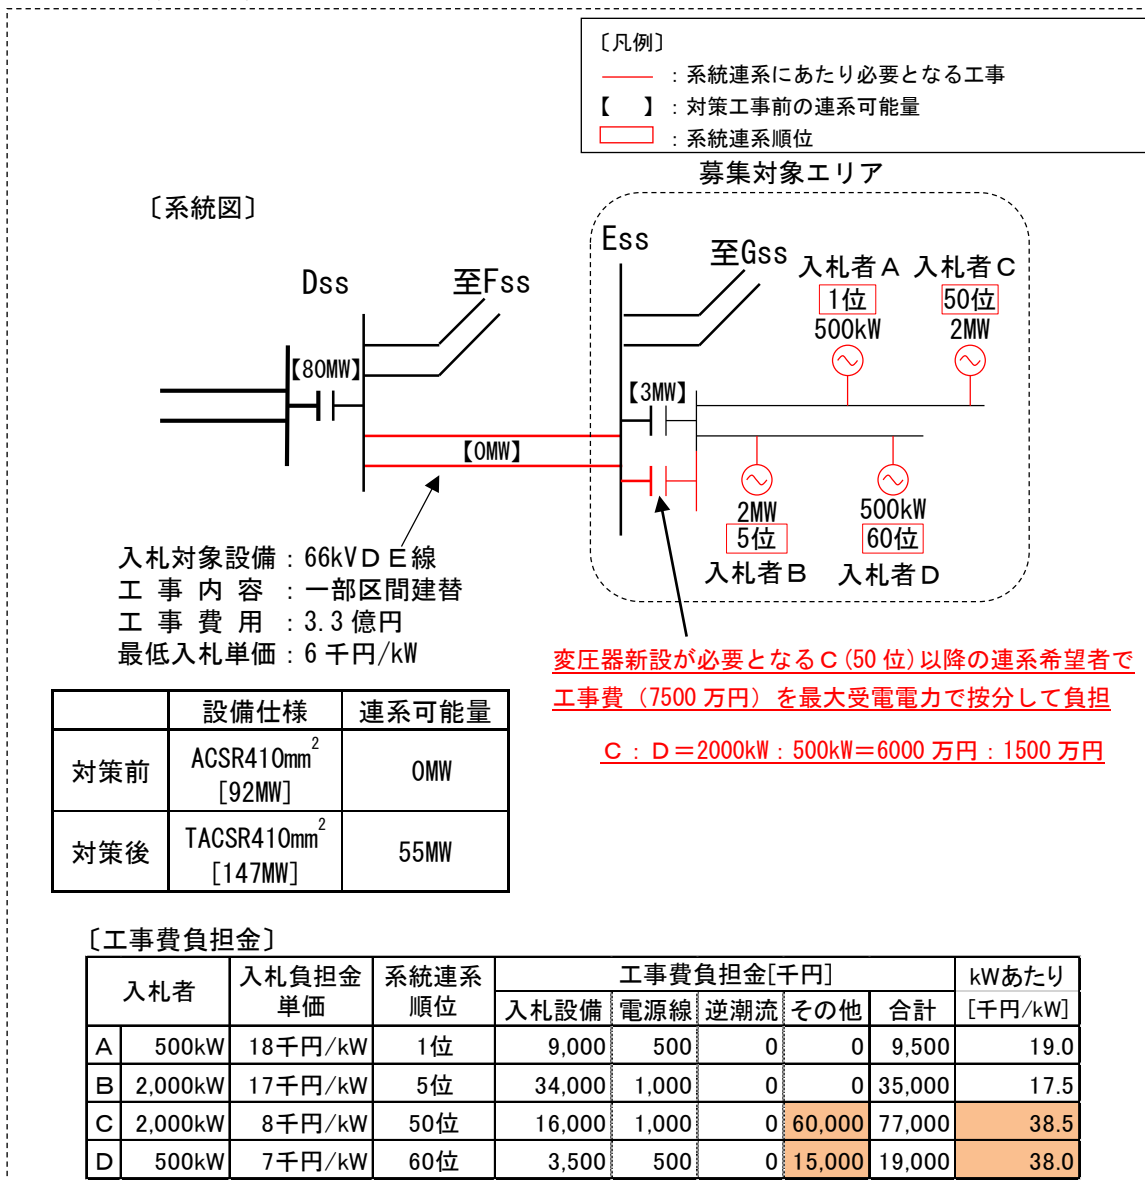 〔凡例〕
：系統連系にあたり必要となる工事
【　】：対策工事前の連系可能量
：系統連系順位
募集対象エリア
〔系統図〕
Ess
至Gss
入札者Ａ 入札者Ｃ
Dss
至Fss
1位
50位
500kW
2MW
【80MW】
【3MW】
【0MW】
2MW
500kW
5位
60位
入札者Ｂ 入札者Ｄ
入札対象設備：66kVＤＥ線
工事内容：一部区間建替
工事費用：3.3億円
最低入札単価：6千円/kW
変圧器新設が必要となるＣ(50位)以降の連系希望者で
工事費（7500万円）を最大受電電力で按分して負担
Ｃ：Ｄ＝2000kW：500kW＝6000万円：1500万円
設備仕様 連系可能量
対策前 ACSR410mm² [92MW] 0MW
対策後 TACSR410mm² [147MW] 55MW
〔工事費負担金〕
入札者 入札負担金単価 系統連系順位 工事費負担金[千円] kWあたり[千円/kW]
入札設備 電源線 逆潮流 その他 合計
Ａ 500kW 18千円/kW 1位 9,000 500 0 0 9,500 19.0
Ｂ 2,000kW 17千円/kW 5位 34,000 1,000 0 0 35,000 17.5
Ｃ 2,000kW 8千円/kW 50位 16,000 1,000 0 60,000 77,000 38.5
Ｄ 500kW 7千円/kW 60位 3,500 500 0 15,000 19,000 38.0